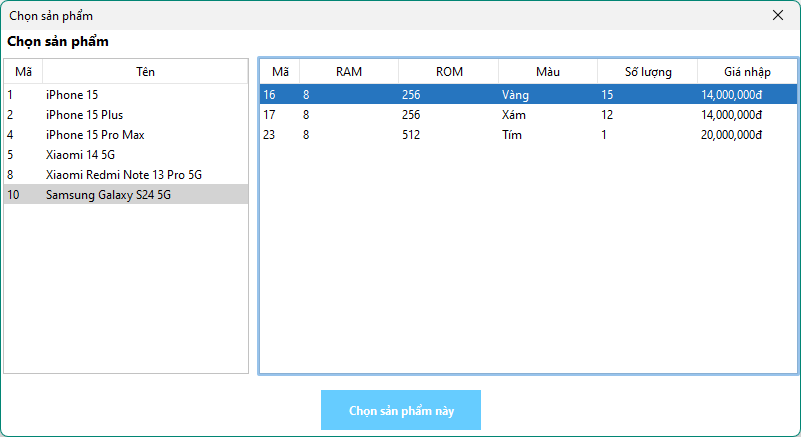 Chọn sản phẩm
Chọn sản phẩm
Mã Tên
1 iPhone 15
2 iPhone 15 Plus
4 iPhone 15 Pro Max
5 Xiaomi 14 5G
8 Xiaomi Redmi Note 13 Pro 5G
10 Samsung Galaxy S24 5G
Mã RAM ROM Màu Số lượng Giá nhập
16 8 256 Vàng 15 14,000,000đ
17 8 256 Xám 12 14,000,000đ
23 8 512 Tím 1 20,000,000đ
Chọn sản phẩm này